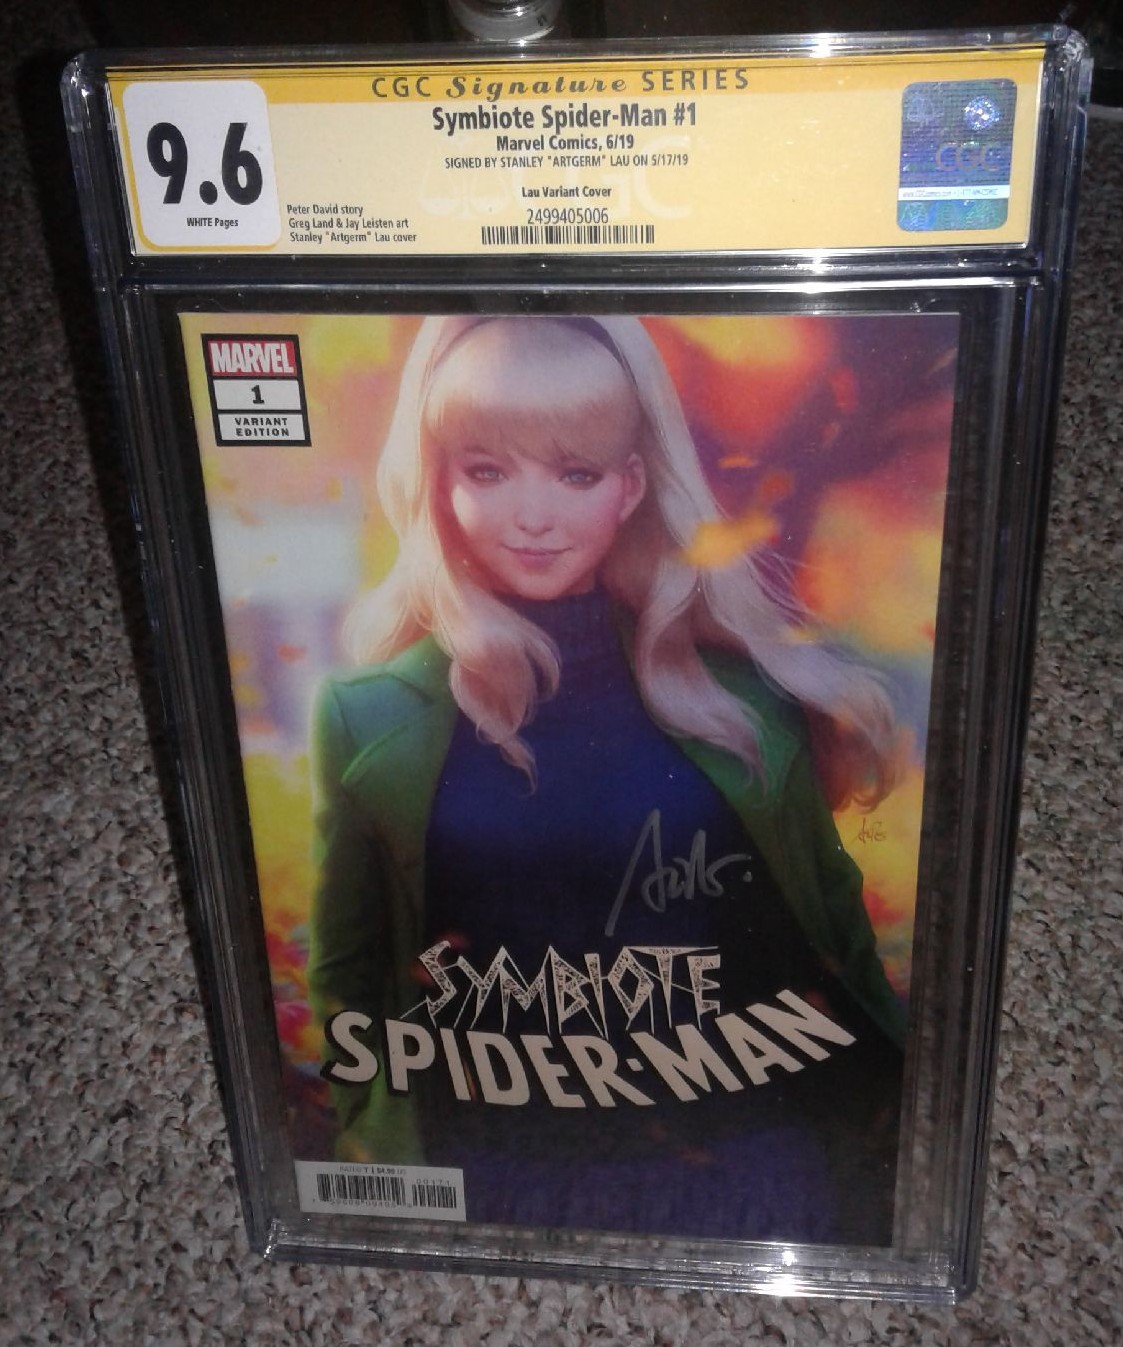 CGC Signature SERIES
9.6
WHITE Pages
Symbiote Spider-Man #1
Marvel Comics, 6/19
SIGNED BY STANLEY "ARTGERM" LAU ON 5/17/19
Lau Variant Cover
Peter David story
Greg Land & Jay Leisten art
Stanley "Artgerm" Lau cover
2499405006
CGC
MARVEL
1
VARIANT
EDITION
SYMBIOTE
SPIDER-MAN